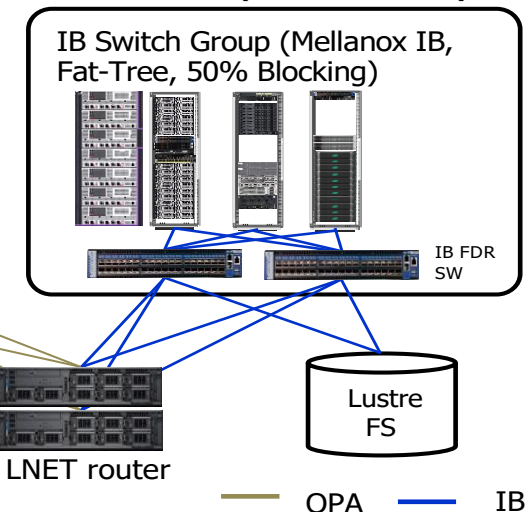 IB Switch Group (Mellanox IB,
Fat-Tree, 50% Blocking)
IB FDR
SW
Lustre
FS
LNET router
OPA
IB